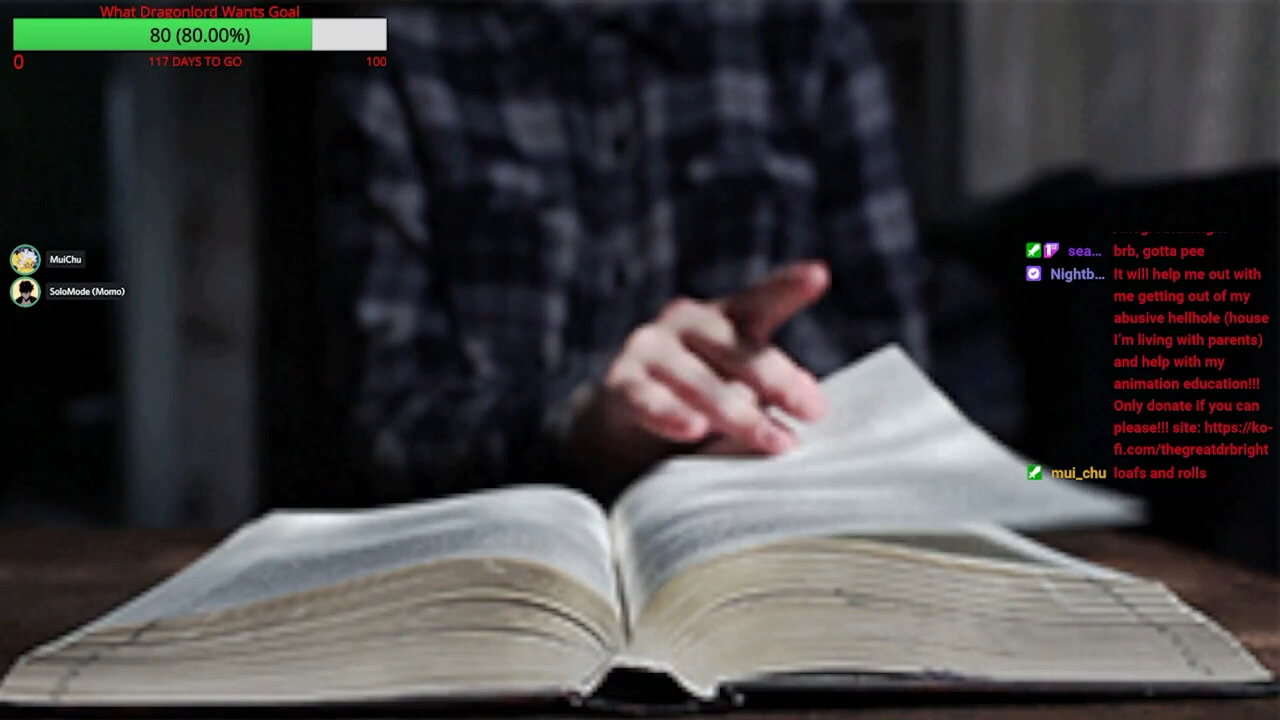 What Dragonlord Wants Goal
80 (80.00%)
0
117 DAYS TO GO
100
MuiChu
SoloMode (Momo)
sea... brb, gotta pee
Nightb... It will help me out with
me getting out of my
abusive hellhole (house
I'm living with parents)
and help with my
animation education!!!
Only donate if you can
please!!! site: https://ko-
fi.com/thegreatdrbright
mui_chu loafs and rolls